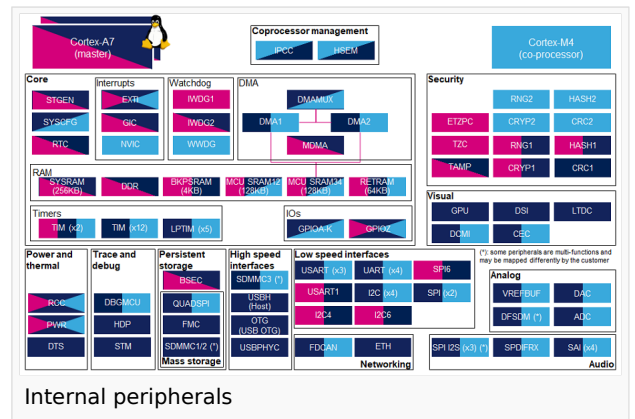 Cortex-A7
(master)
Coprocessor management
IPCC
HSEM
Cortex-M4
(co-processor)
Core
STGEN
SYSCFG
RTC
Interrupts
EXTI
GIC
NVIC
Watchdog
IWDG1
IWDG2
WWDG
DMA
DMAMUX
DMA1
DMA2
MDMA
Security
RNG2
HASH2
ETZPC
CRYP2
CRC2
TZC
RNG1
HASH1
TAMP
CRYP1
CRC1
RAM
SYSRAM
(256KB)
DDR
BKPSRAM
(4KB)
MCU SRAM12
(128KB)
MCU SRAM34
(128KB)
RETRAM
(64KB)
Timers
TIM (x2)
TIM (x12)
LPTIM (x5)
IOs
GPIOA-K
GPIOZ
Visual
GPU
DSI
LTDC
DCMI
CEC
Power and
thermal
RCC
PWR
DTS
Trace and
debug
DBGMCU
HDP
STM
Persistent
storage
BSEC
QUADSPI
FMC
SDMMC1/2 (*)
Mass storage
High speed
interfaces
SDMMC3 (*)
USBH
(Host)
OTG
(USB OTG)
USBPHYC
Low speed interfaces
USART (x3)
UART (x4)
SPI6
USART1
I2C (x4)
SPI (x2)
I2C4
I2C6
FDCAN
ETH
Networking
(*): some peripherals are multi-functions and
may be mapped differently by the customer
Analog
VREFBUF
DAC
DFSDM (*)
ADC
SPI I2S (x3) (*)
SPDIFRX
SAI (x4)
Audio
Internal peripherals